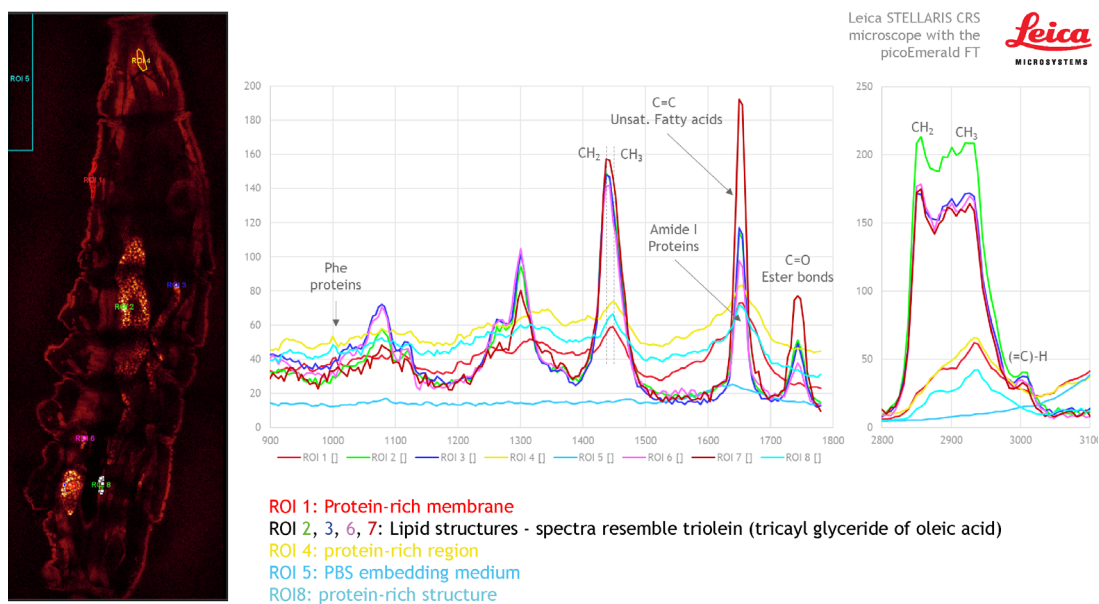 Leica STELLARIS CRS
microscope with the
picoEmerald FT
Leica
MICROSYSTEMS
ROI 4
ROI 5
ROI 1
ROI 3
ROI 2
ROI 6
ROI 8
200
180
160
140
120
100
80
60
40
20
0
900
1000
1100
1200
1300
1400
1500
1600
1700
1800
Phe
proteins
CH2
CH3
C=C
Unsat. Fatty acids
Amide I
Proteins
C=O
Ester bonds
ROI 1 []
ROI 2 []
ROI 3 []
ROI 4 []
ROI 5 []
ROI 6 []
ROI 7 []
ROI 8 []
250
200
150
100
50
0
2800
2900
3000
3100
CH2
CH3
(=C)-H
ROI 1: Protein-rich membrane
ROI 2, 3, 6, 7: Lipid structures - spectra resemble triolein (tricayl glyceride of oleic acid)
ROI 4: protein-rich region
ROI 5: PBS embedding medium
ROI8: protein-rich structure